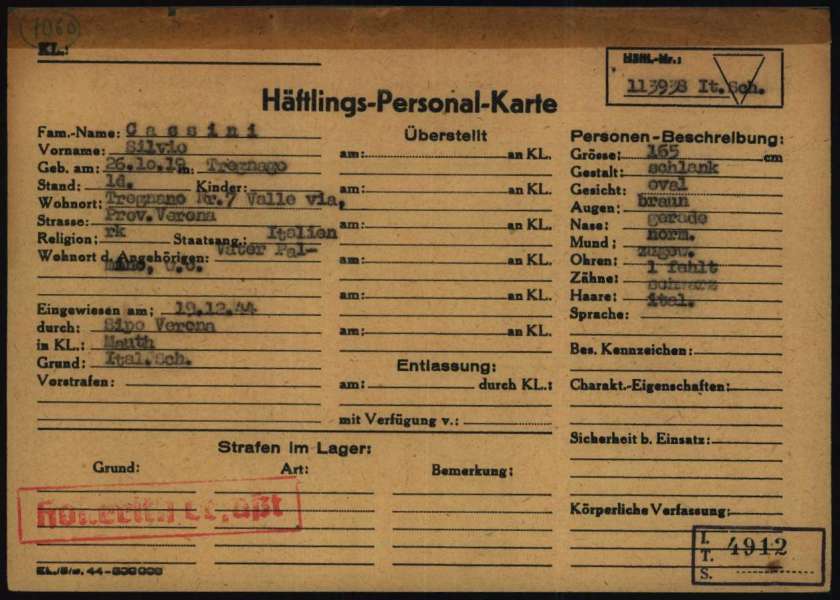 1060
KL.:
Häftl.-Nr.:
113938 It.Sch.
Häftlings-Personal-Karte
Fam.-Name: Cassini
Vorname: Silvio
Geb. am: 26.10.19 in: Tregnago
Stand: ld. Kinder:
Wohnort: Tregnano Nr.7 Valle via,
Strasse: Prov.Verona
Religion: rk Staatsang.: Italien
Wohnort d. Angehörigen: Vater Pal-
mino, U.O.
Eingewiesen am: 19.12.44
durch: Sipo Verona
in KL.: Mauth
Grund: Ital.Sch.
Vorstrafen:
Überstellt
am: an KL.
am: an KL.
am: an KL.
am: an KL.
am: an KL.
am: an KL.
Entlassung:
am: durch KL.:
mit Verfügung v.:
Personen-Beschreibung:
Grösse: 165 cm
Gestalt: schlank
Gesicht: oval
Augen: braun
Nase: gerade
Mund: norm.
Ohren:
Zähne: 1 fehlt
Haare: schwarz
Sprache: ital.
Bes. Kennzeichen:
Charakt.-Eigenschaften:
Sicherheit b. Einsatz:
Körperliche Verfassung:
Strafen im Lager:
Grund: Art: Bemerkung:
I.T.S. 4912